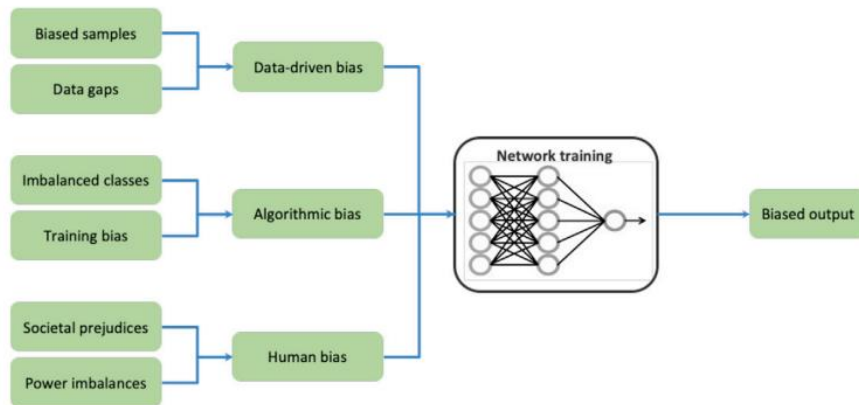 Biased samples
Data gaps
Data-driven bias
Imbalanced classes
Training bias
Algorithmic bias
Societal prejudices
Power imbalances
Human bias
Network training
Biased output